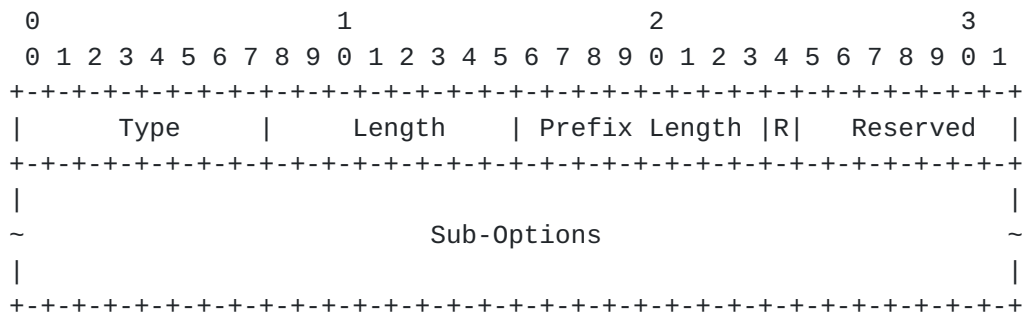 0                   1                   2                   3
 0 1 2 3 4 5 6 7 8 9 0 1 2 3 4 5 6 7 8 9 0 1 2 3 4 5 6 7 8 9 0 1
+-+-+-+-+-+-+-+-+-+-+-+-+-+-+-+-+-+-+-+-+-+-+-+-+-+-+-+-+-+-+-+-+
|      Type     |     Length    | Prefix Length |R|   Reserved  |
+-+-+-+-+-+-+-+-+-+-+-+-+-+-+-+-+-+-+-+-+-+-+-+-+-+-+-+-+-+-+-+-+
|                                                               |
~                          Sub-Options                          ~
|                                                               |
+-+-+-+-+-+-+-+-+-+-+-+-+-+-+-+-+-+-+-+-+-+-+-+-+-+-+-+-+-+-+-+-+